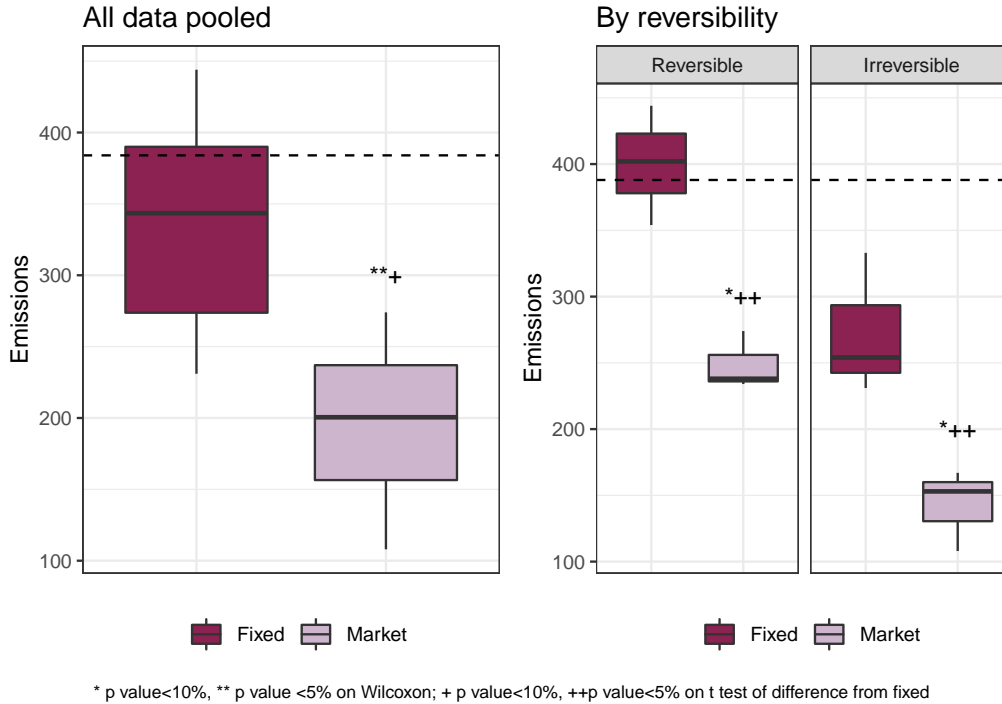 All data pooled
By reversibility
Reversible
Irreversible
Emissions
400
300
200
100
**+
Emissions
400
300
200
100
*++
*++
Fixed
Market
Fixed
Market
* p value<10%, ** p value <5% on Wilcoxon; + p value<10%, ++p value<5% on t test of difference from fixed